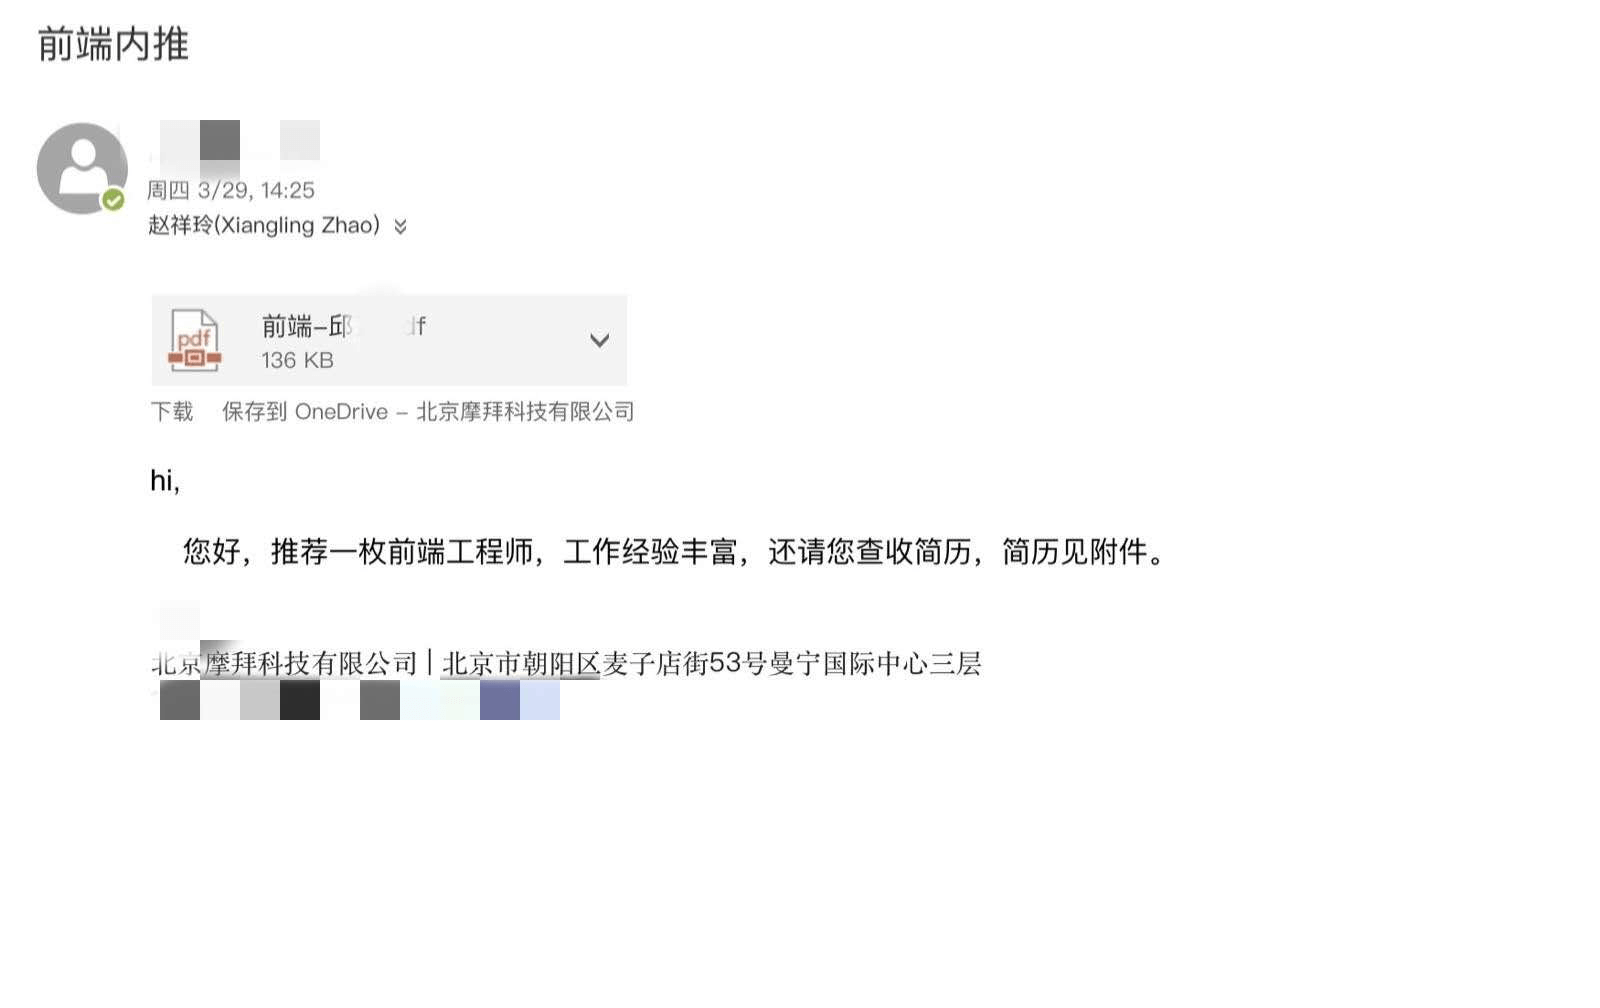 前端内推
周四 3/29, 14:25
赵祥玲(Xiangling Zhao)
pdf
前端-邱 df
136 KB
下载 保存到 OneDrive – 北京摩拜科技有限公司
hi,
您好，推荐一枚前端工程师，工作经验丰富，还请您查收简历，简历见附件。
北京摩拜科技有限公司 | 北京市朝阳区麦子店街53号曼宁国际中心三层